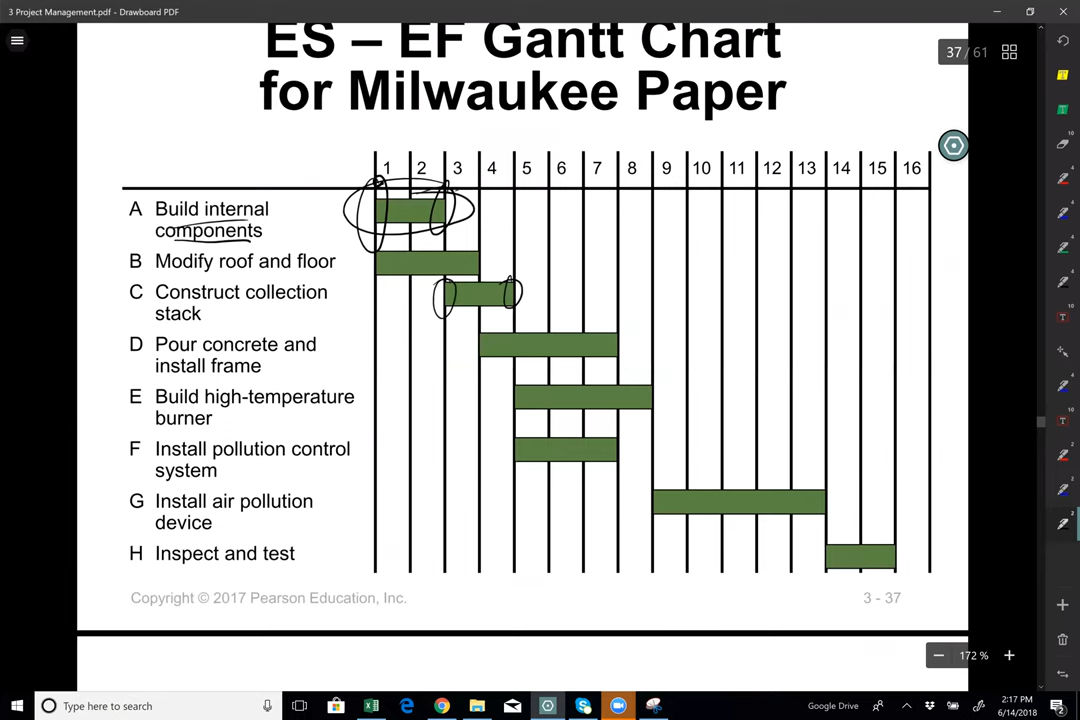 3 Project Management.pdf - Drawboard PDF
ES – EF Gantt Chart
37 / 61
for Milwaukee Paper
1 2 3 4 5 6 7 8 9 10 11 12 13 14 15 16
A Build internal
components
B Modify roof and floor
C Construct collection
stack
D Pour concrete and
install frame
E Build high-temperature
burner
F Install pollution control
system
G Install air pollution
device
H Inspect and test
Copyright © 2017 Pearson Education, Inc.
3 - 37
172 %
Type here to search
Google Drive
2:17 PM
6/14/2018